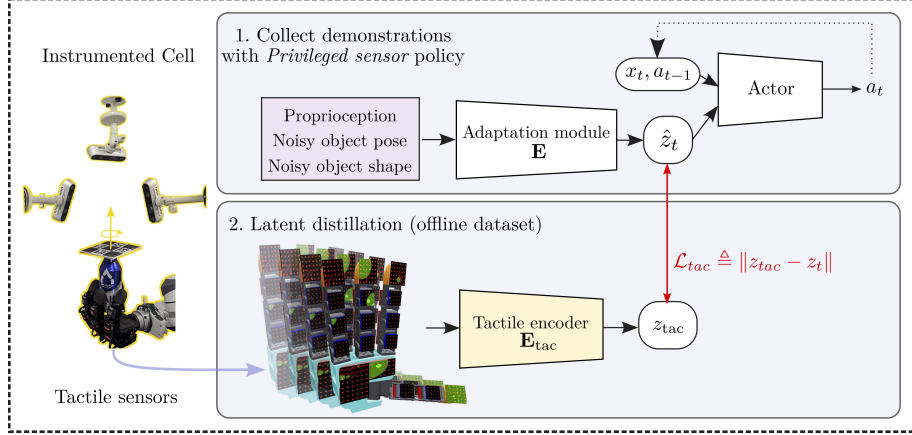 Instrumented Cell
Tactile sensors
1. Collect demonstrations
with Privileged sensor policy
Proprioception
Noisy object pose
Noisy object shape
Adaptation module
E
ẑ_t
x_t, a_{t−1}
Actor
a_t
2. Latent distillation (offline dataset)
Tactile encoder
E_tac
z_tac
ℒ_tac ≜ ‖z_tac − z_t‖